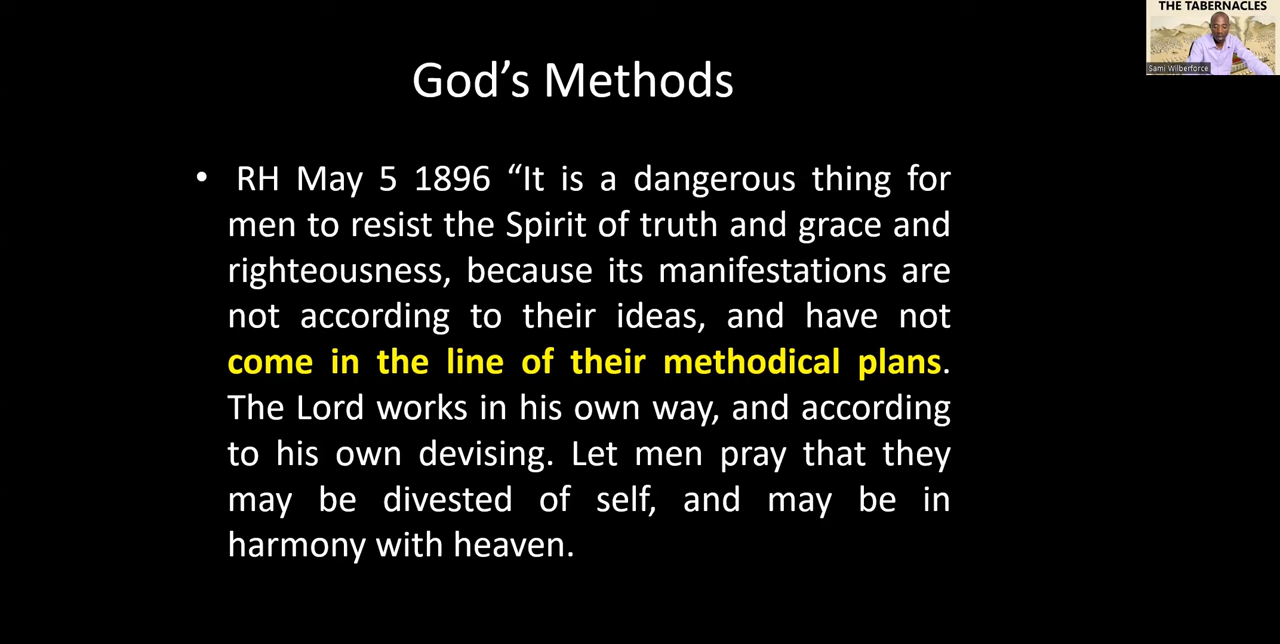 THE TABERNACLES
Sami Wilberforce
God’s Methods
• RH May 5 1896 “It is a dangerous thing for
men to resist the Spirit of truth and grace and
righteousness, because its manifestations are
not according to their ideas, and have not
come in the line of their methodical plans.
The Lord works in his own way, and according
to his own devising. Let men pray that they
may be divested of self, and may be in
harmony with heaven.